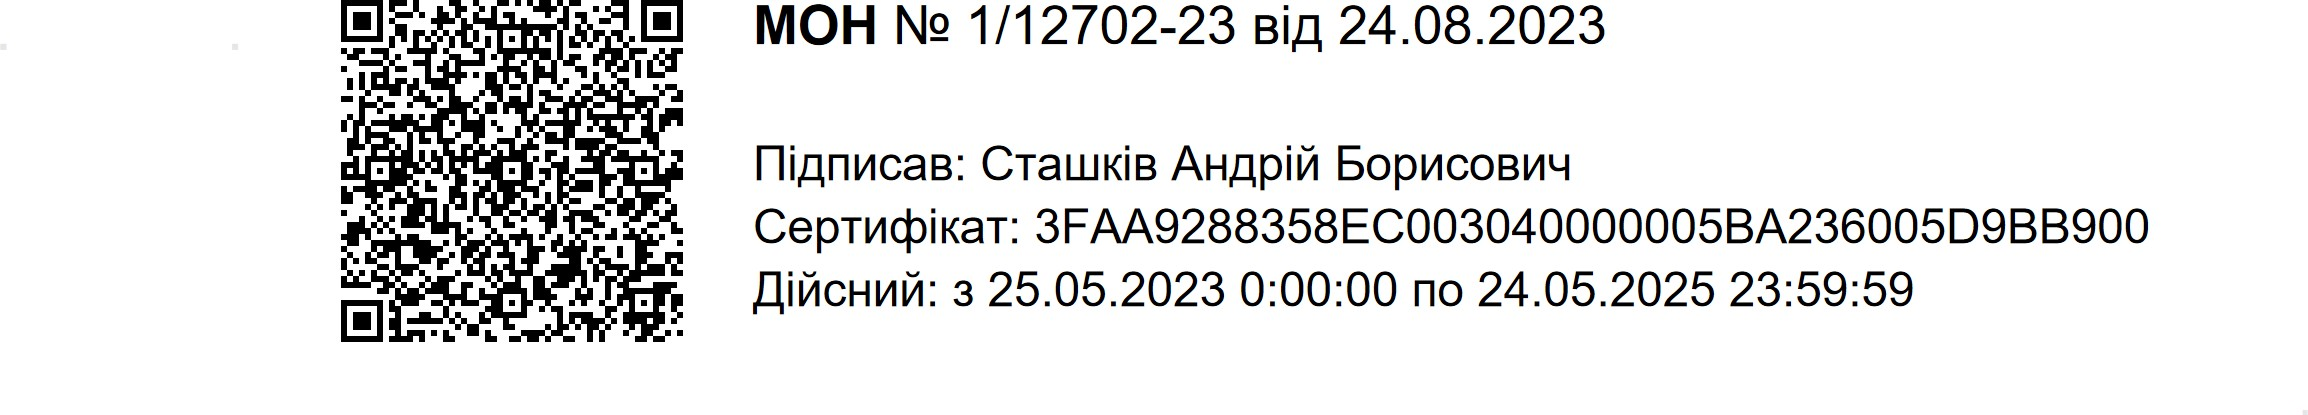 МОН № 1/12702-23 від 24.08.2023
Підписав: Сташків Андрій Борисович
Сертифікат: 3FAA9288358EC003040000005BA236005D9BB900
Дійсний: з 25.05.2023 0:00:00 по 24.05.2025 23:59:59